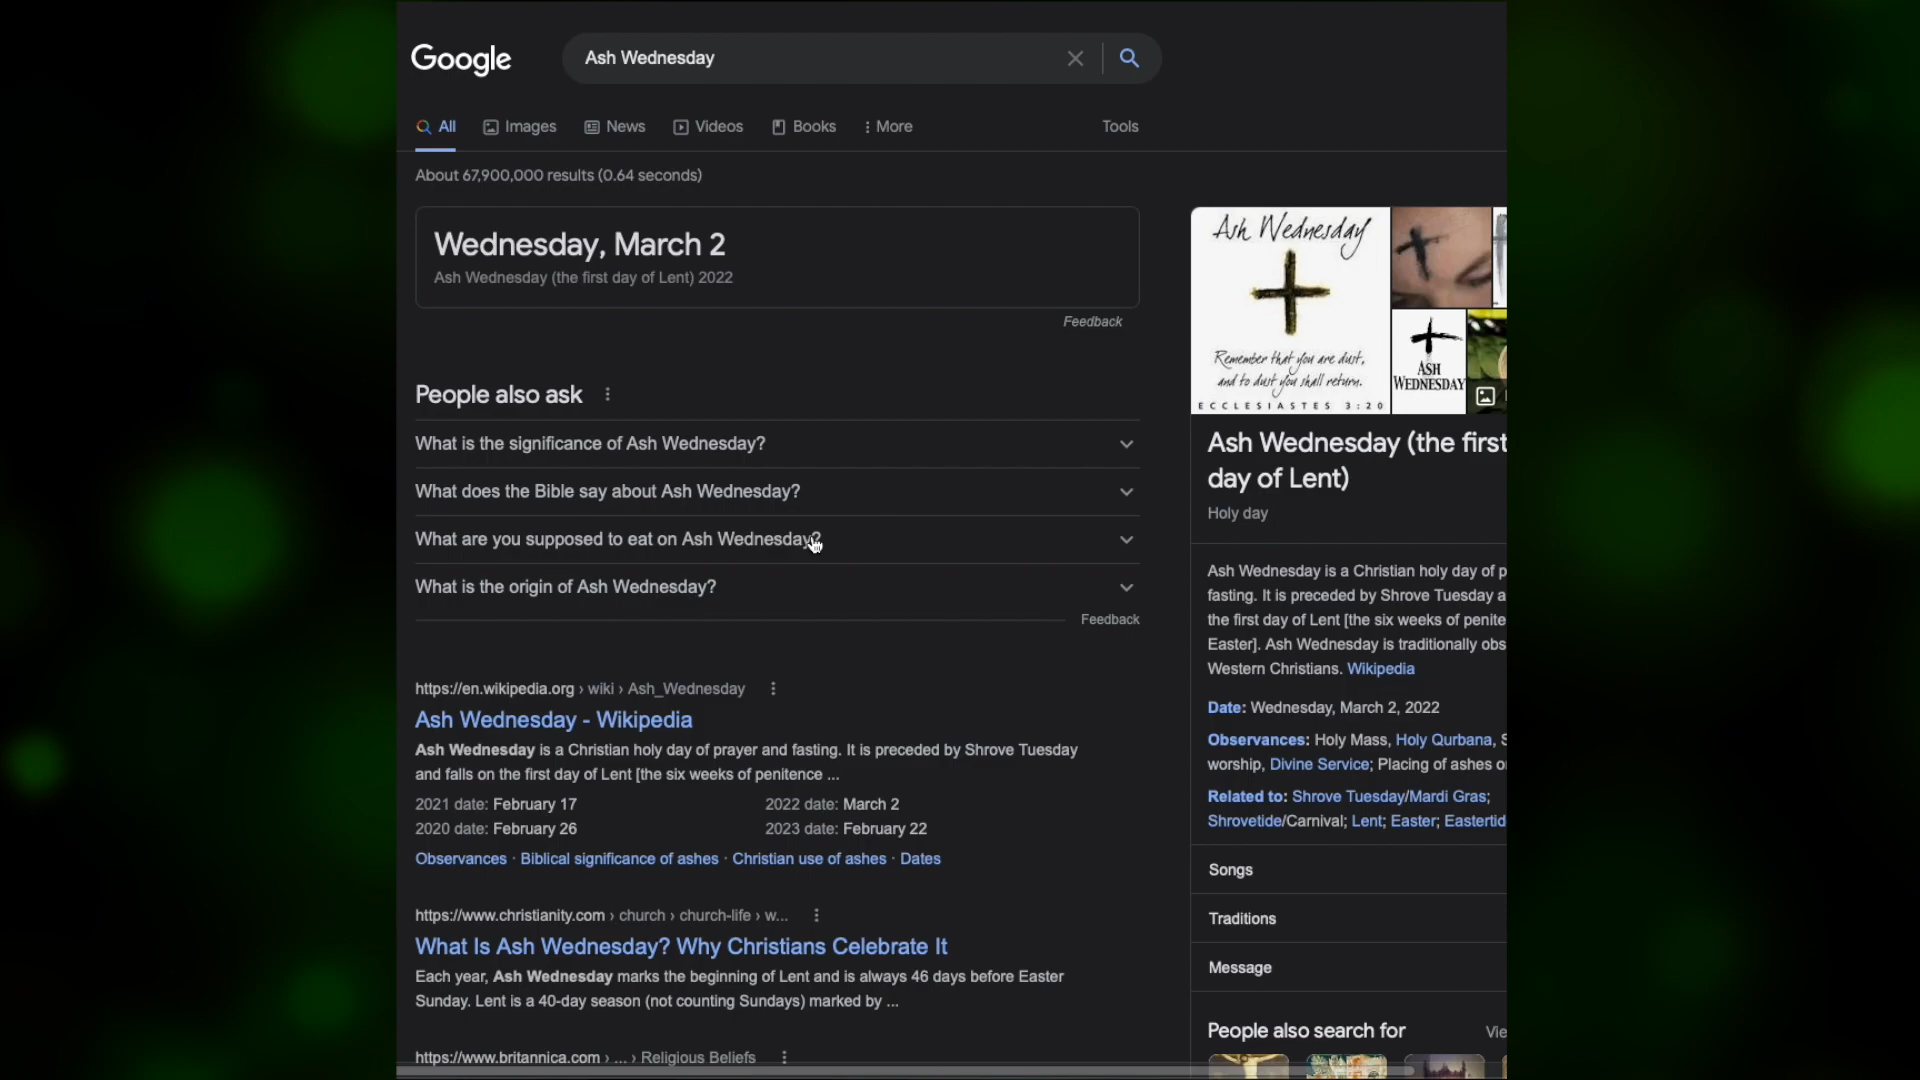 Google
Ash Wednesday
All
Images
News
Videos
Books
More
Tools
About 67,900,000 results (0.64 seconds)
Wednesday, March 2
Ash Wednesday (the first day of Lent) 2022
Feedback
People also ask
What is the significance of Ash Wednesday?
What does the Bible say about Ash Wednesday?
What are you supposed to eat on Ash Wednesday?
What is the origin of Ash Wednesday?
Feedback
https://en.wikipedia.org › wiki › Ash_Wednesday
Ash Wednesday - Wikipedia
Ash Wednesday is a Christian holy day of prayer and fasting. It is preceded by Shrove Tuesday
and falls on the first day of Lent [the six weeks of penitence ...
2021 date: February 17
2022 date: March 2
2020 date: February 26
2023 date: February 22
Observances · Biblical significance of ashes · Christian use of ashes · Dates
https://www.christianity.com › church › church-life › w...
What Is Ash Wednesday? Why Christians Celebrate It
Each year, Ash Wednesday marks the beginning of Lent and is always 46 days before Easter
Sunday. Lent is a 40-day season (not counting Sundays) marked by ...
https://www.britannica.com › ... › Religious Beliefs
Ash Wednesday
Remember that you are dust,
and to dust you shall return.
ECCLESIASTES 3:20
ASH
WEDNESDAY
Ash Wednesday (the first
day of Lent)
Holy day
Ash Wednesday is a Christian holy day of p
fasting. It is preceded by Shrove Tuesday a
the first day of Lent [the six weeks of penite
Easter]. Ash Wednesday is traditionally obs
Western Christians. Wikipedia
Date: Wednesday, March 2, 2022
Observances: Holy Mass, Holy Qurbana, S
worship, Divine Service; Placing of ashes o
Related to: Shrove Tuesday/Mardi Gras;
Shrovetide/Carnival; Lent; Easter; Eastertid
Songs
Traditions
Message
People also search for
Vie